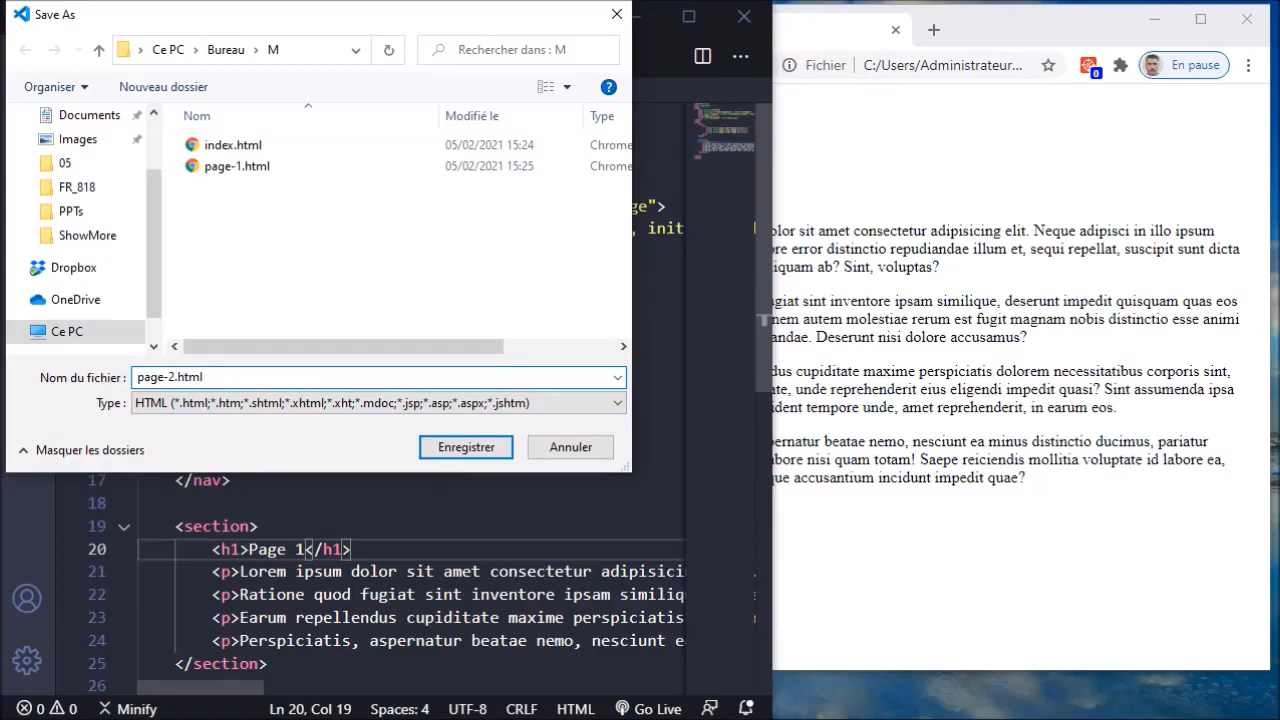 Save As
Ce PC > Bureau > M
Rechercher dans : M
Organiser
Nouveau dossier
?
Documents
Images
05
FR_818
PPTs
ShowMore
Dropbox
OneDrive
Ce PC
Nom
Modifié le
Type
index.html
05/02/2021 15:24
Chrome
page-1.html
05/02/2021 15:25
Chrome
Nom du fichier :
page-2.html
Type :
HTML (*.html;*.htm;*.shtml;*.xhtml;*.xht;*.mdoc;*.jsp;*.asp;*.aspx;*.jshtm)
Masquer les dossiers
Enregistrer
Annuler
ge">
, init
17 </nav>
18
19 <section>
20 <h1>Page 1</h1>
21 <p>Lorem ipsum dolor sit amet consectetur adipisicin
22 <p>Ratione quod fugiat sint inventore ipsam similiq
23 <p>Earum repellendus cupiditate maxime perspiciatis
24 <p>Perspiciatis, aspernatur beatae nemo, nesciunt e
25 </section>
26
0 0 Minify
Ln 20, Col 19
Spaces: 4
UTF-8
CRLF
HTML
Go Live
Fichier
C:/Users/Administrateur...
0
En pause
olor sit amet consectetur adipisicing elit. Neque adipisci in illo ipsum
ore error distinctio repudiandae illum et, sequi repellat, suscipit sunt dicta
iquam ab? Sint, voluptas?
giat sint inventore ipsam similique, deserunt impedit quisquam quas eos
nem autem molestiae rerum est fugit magnam nobis distinctio esse animi
andae. Deserunt nisi dolore accusamus?
dus cupiditate maxime perspiciatis dolorem necessitatibus corporis sint,
ate, unde reprehenderit eius eligendi impedit quasi? Sint assumenda ipsa
ident tempore unde, amet reprehenderit, in earum eos.
pernatur beatae nemo, nesciunt ea minus distinctio ducimus, pariatur
abore nisi quam totam! Saepe reiciendis mollitia voluptate id labore ea,
que accusantium incidunt impedit quae?